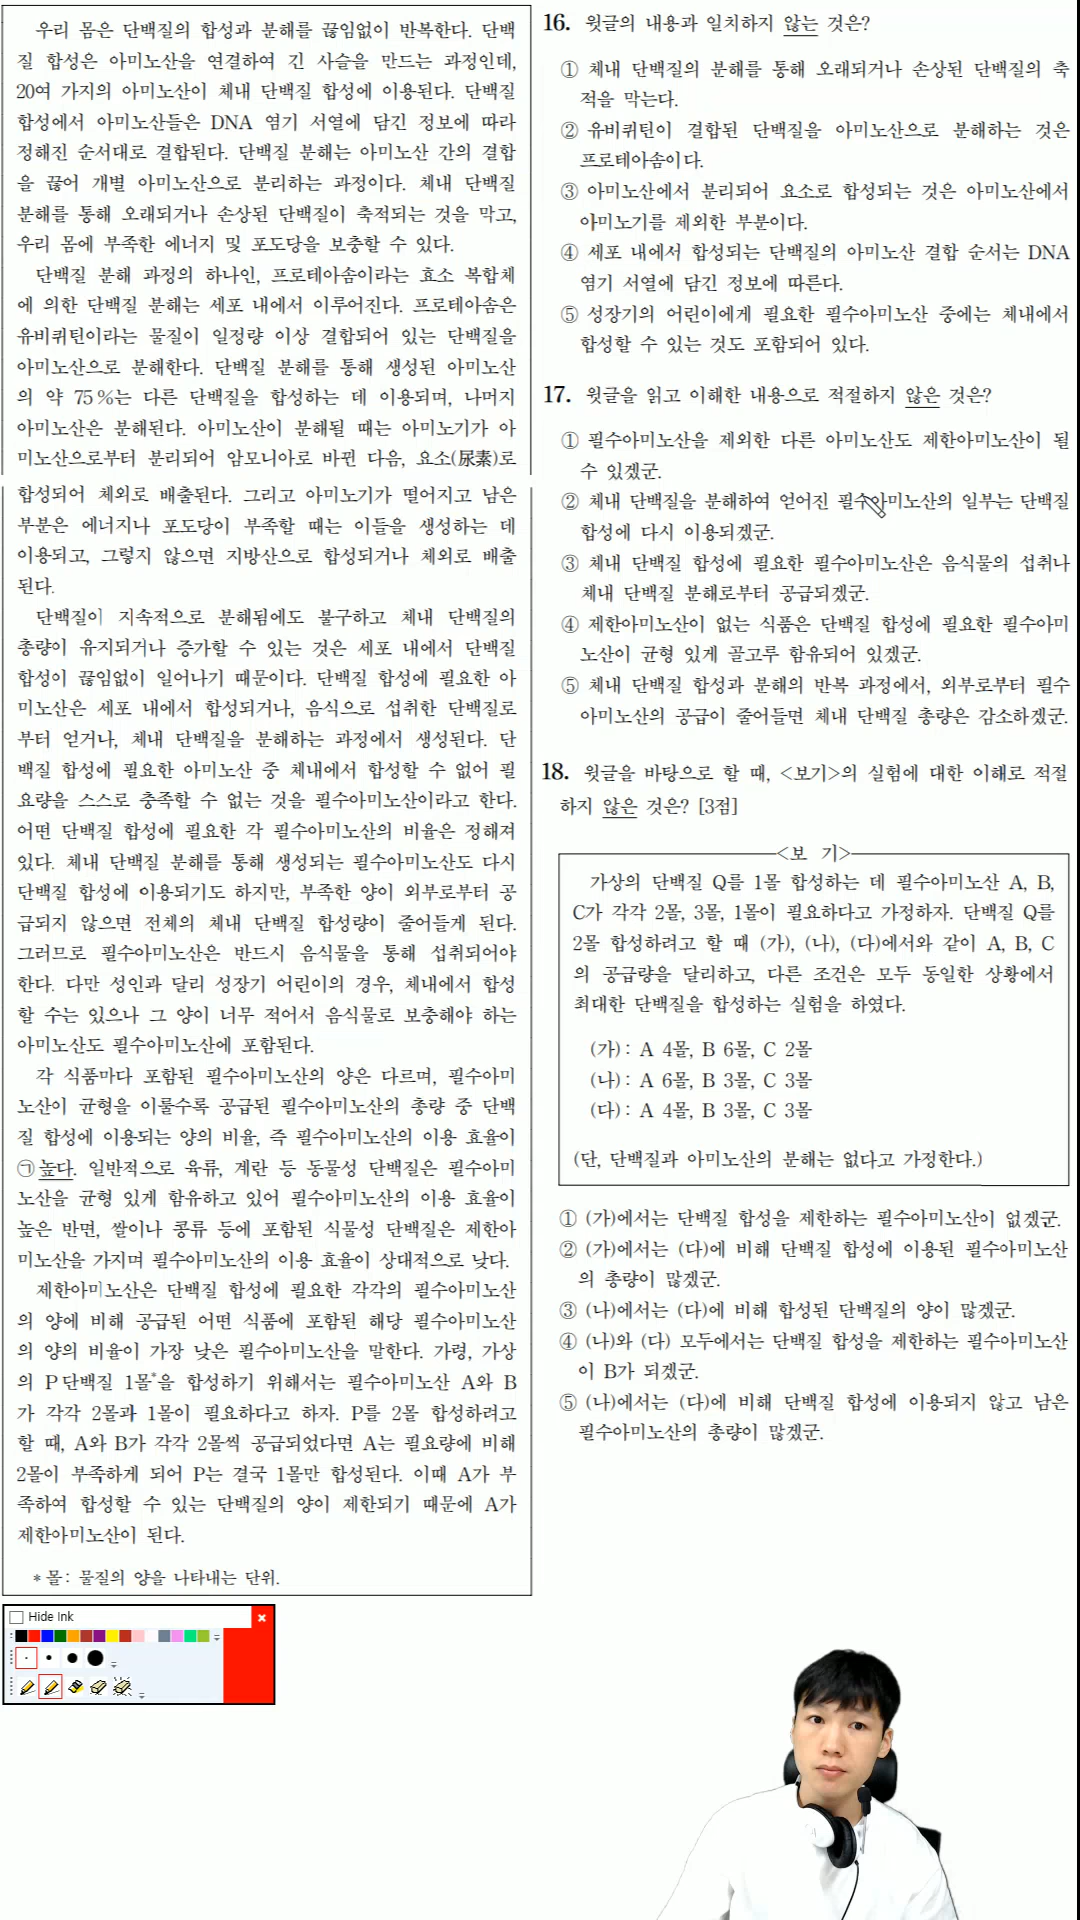 우리 몸은 단백질의 합성과 분해를 끊임없이 반복한다. 단백
질 합성은 아미노산을 연결하여 긴 사슬을 만드는 과정인데,
20여 가지의 아미노산이 체내 단백질 합성에 이용된다. 단백질
합성에서 아미노산들은 DNA 염기 서열에 담긴 정보에 따라
정해진 순서대로 결합된다. 단백질 분해는 아미노산 간의 결합
을 끊어 개별 아미노산으로 분리하는 과정이다. 체내 단백질
분해를 통해 오래되거나 손상된 단백질이 축적되는 것을 막고,
우리 몸에 부족한 에너지 및 포도당을 보충할 수 있다.
단백질 분해 과정의 하나인, 프로테아솜이라는 효소 복합체
에 의한 단백질 분해는 세포 내에서 이루어진다. 프로테아솜은
유비퀴틴이라는 물질이 일정량 이상 결합되어 있는 단백질을
아미노산으로 분해한다. 단백질 분해를 통해 생성된 아미노산
의 약 75%는 다른 단백질을 합성하는 데 이용되며, 나머지
아미노산은 분해된다. 아미노산이 분해될 때는 아미노기가 아
미노산으로부터 분리되어 암모니아로 바뀐 다음, 요소(尿素)로
합성되어 체외로 배출된다. 그리고 아미노기가 떨어지고 남은
부분은 에너지나 포도당이 부족할 때는 이들을 생성하는 데
이용되고, 그렇지 않으면 지방산으로 합성되거나 체외로 배출
된다.
단백질이 지속적으로 분해됨에도 불구하고 체내 단백질의
총량이 유지되거나 증가할 수 있는 것은 세포 내에서 단백질
합성이 끊임없이 일어나기 때문이다. 단백질 합성에 필요한 아
미노산은 세포 내에서 합성되거나, 음식으로 섭취한 단백질로
부터 얻거나, 체내 단백질을 분해하는 과정에서 생성된다. 단
백질 합성에 필요한 아미노산 중 체내에서 합성할 수 없어 필
요량을 스스로 충족할 수 없는 것을 필수아미노산이라고 한다.
어떤 단백질 합성에 필요한 각 필수아미노산의 비율은 정해져
있다. 체내 단백질 분해를 통해 생성되는 필수아미노산도 다시
단백질 합성에 이용되기도 하지만, 부족한 양이 외부로부터 공
급되지 않으면 전체의 체내 단백질 합성량이 줄어들게 된다.
그러므로 필수아미노산은 반드시 음식물을 통해 섭취되어야
한다. 다만 성인과 달리 성장기 어린이의 경우, 체내에서 합성
할 수는 있으나 그 양이 너무 적어서 음식물로 보충해야 하는
아미노산도 필수아미노산에 포함된다.
각 식품마다 포함된 필수아미노산의 양은 다르며, 필수아미
노산이 균형을 이룰수록 공급된 필수아미노산의 총량 중 단백
질 합성에 이용되는 양의 비율, 즉 필수아미노산의 이용 효율이
㉠높다. 일반적으로 육류, 계란 등 동물성 단백질은 필수아미
노산을 균형 있게 함유하고 있어 필수아미노산의 이용 효율이
높은 반면, 쌀이나 콩류 등에 포함된 식물성 단백질은 제한아
미노산을 가지며 필수아미노산의 이용 효율이 상대적으로 낮다.
제한아미노산은 단백질 합성에 필요한 각각의 필수아미노산
의 양에 비해 공급된 어떤 식품에 포함된 해당 필수아미노산
의 양의 비율이 가장 낮은 필수아미노산을 말한다. 가령, 가상
의 P단백질 1몰*을 합성하기 위해서는 필수아미노산 A와 B
가 각각 2몰과 1몰이 필요하다고 하자. P를 2몰 합성하려고
할 때, A와 B가 각각 2몰씩 공급되었다면 A는 필요량에 비해
2몰이 부족하게 되어 P는 결국 1몰만 합성된다. 이때 A가 부
족하여 합성할 수 있는 단백질의 양이 제한되기 때문에 A가
제한아미노산이 된다.
* 몰: 물질의 양을 나타내는 단위.
Hide Ink
16. 윗글의 내용과 일치하지 않는 것은?
① 체내 단백질의 분해를 통해 오래되거나 손상된 단백질의 축
적을 막는다.
② 유비퀴틴이 결합된 단백질을 아미노산으로 분해하는 것은
프로테아솜이다.
③ 아미노산에서 분리되어 요소로 합성되는 것은 아미노산에서
아미노기를 제외한 부분이다.
④ 세포 내에서 합성되는 단백질의 아미노산 결합 순서는 DNA
염기 서열에 담긴 정보에 따른다.
⑤ 성장기의 어린이에게 필요한 필수아미노산 중에는 체내에서
합성할 수 있는 것도 포함되어 있다.
17. 윗글을 읽고 이해한 내용으로 적절하지 않은 것은?
① 필수아미노산을 제외한 다른 아미노산도 제한아미노산이 될
수 있겠군.
② 체내 단백질을 분해하여 얻어진 필수아미노산의 일부는 단백질
합성에 다시 이용되겠군.
③ 체내 단백질 합성에 필요한 필수아미노산은 음식물의 섭취나
체내 단백질 분해로부터 공급되겠군.
④ 제한아미노산이 없는 식품은 단백질 합성에 필요한 필수아미
노산이 균형 있게 골고루 함유되어 있겠군.
⑤ 체내 단백질 합성과 분해의 반복 과정에서, 외부로부터 필수
아미노산의 공급이 줄어들면 체내 단백질 총량은 감소하겠군.
18. 윗글을 바탕으로 할 때, <보기>의 실험에 대한 이해로 적절
하지 않은 것은? [3점]
<보 기>
가상의 단백질 Q를 1몰 합성하는 데 필수아미노산 A, B,
C가 각각 2몰, 3몰, 1몰이 필요하다고 가정하자. 단백질 Q를
2몰 합성하려고 할 때 (가), (나), (다)에서와 같이 A, B, C
의 공급량을 달리하고, 다른 조건은 모두 동일한 상황에서
최대한 단백질을 합성하는 실험을 하였다.
(가): A 4몰, B 6몰, C 2몰
(나): A 6몰, B 3몰, C 3몰
(다): A 4몰, B 3몰, C 3몰
(단, 단백질과 아미노산의 분해는 없다고 가정한다.)
① (가)에서는 단백질 합성을 제한하는 필수아미노산이 없겠군.
② (가)에서는 (다)에 비해 단백질 합성에 이용된 필수아미노산
의 총량이 많겠군.
③ (나)에서는 (다)에 비해 합성된 단백질의 양이 많겠군.
④ (나)와 (다) 모두에서는 단백질 합성을 제한하는 필수아미노산
이 B가 되겠군.
⑤ (나)에서는 (다)에 비해 단백질 합성에 이용되지 않고 남은
필수아미노산의 총량이 많겠군.